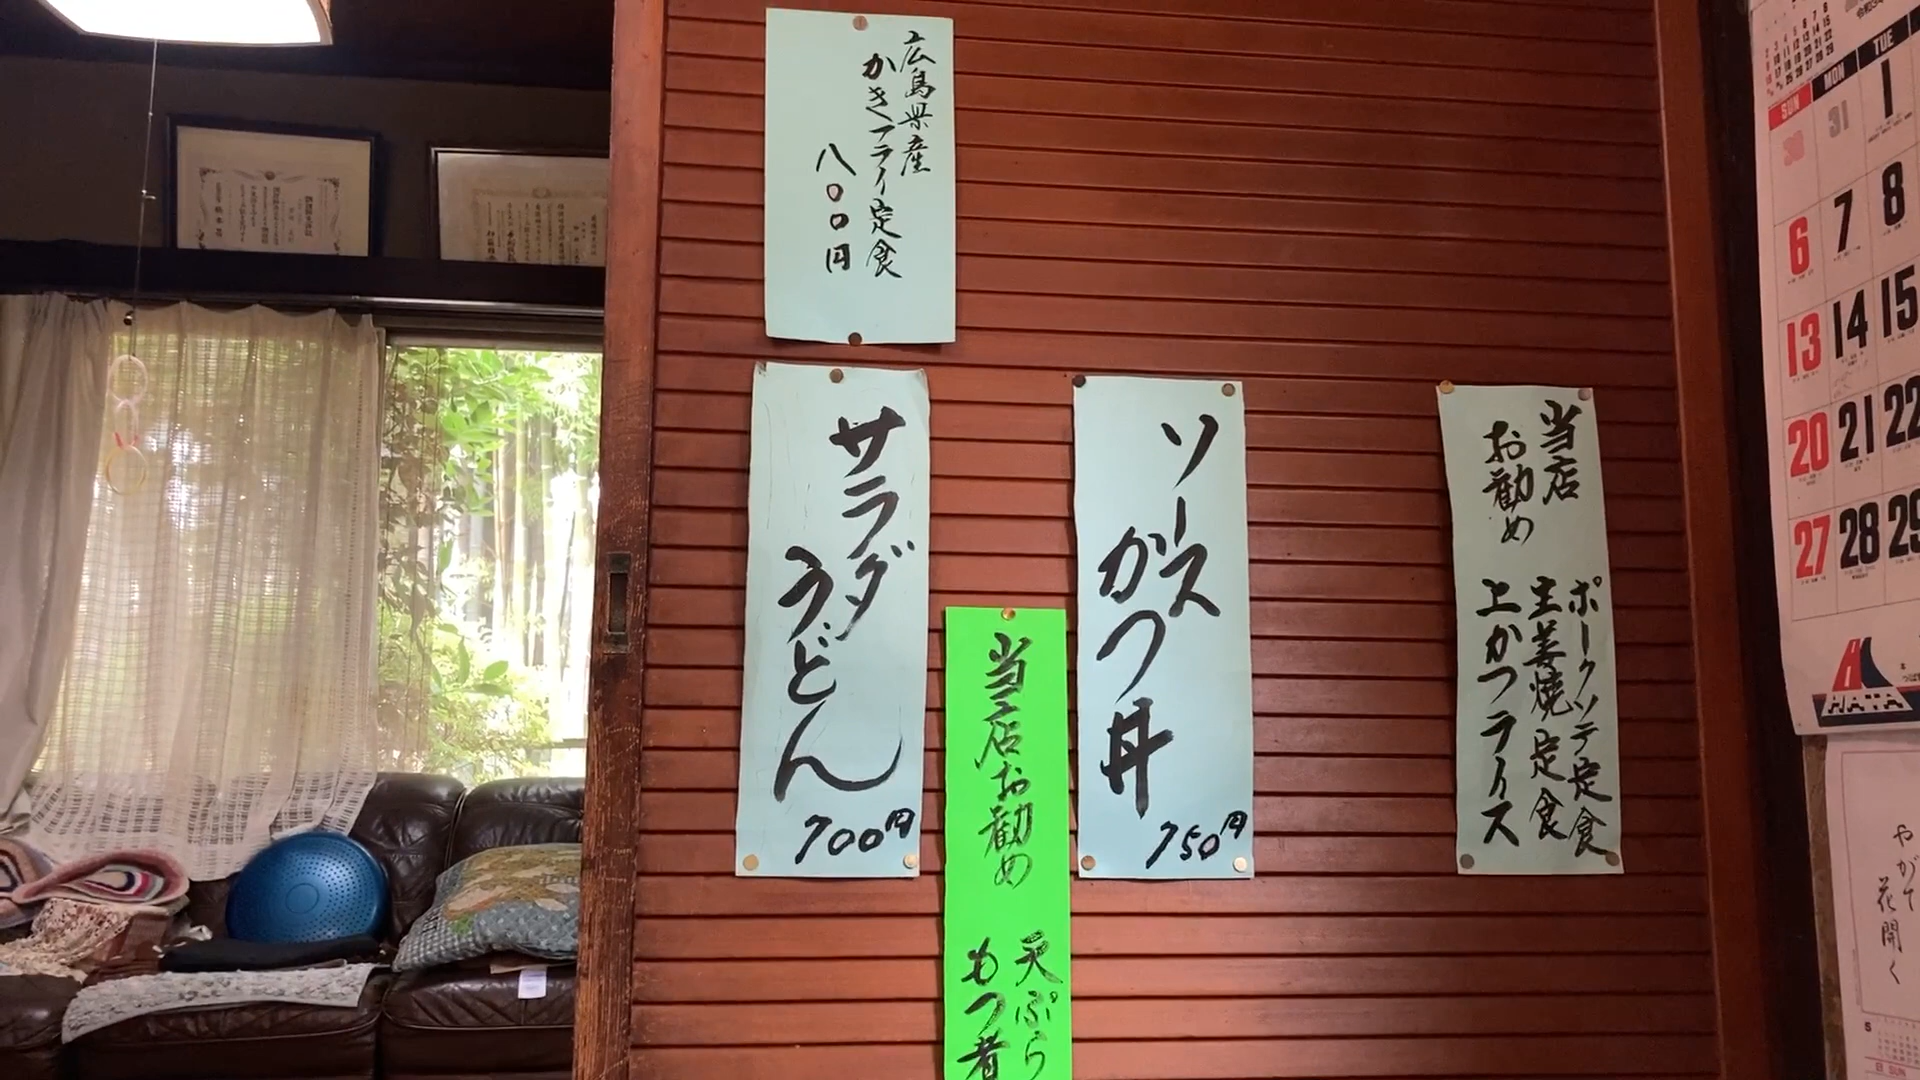 広島県産
かきフライ定食
八〇〇円
サラダ
うどん
700円
ソース
かつ丼
750円
当店
お勧め
ポークソテ定食
生姜焼定食
上かつライス
当店お勧め
天ぷら
もつ煮
SUN MON TUE
30 31 1
6 7 8
13 14 15
20 21 22
27 28 29
HATA
やがて
花開く
5
日 SUN